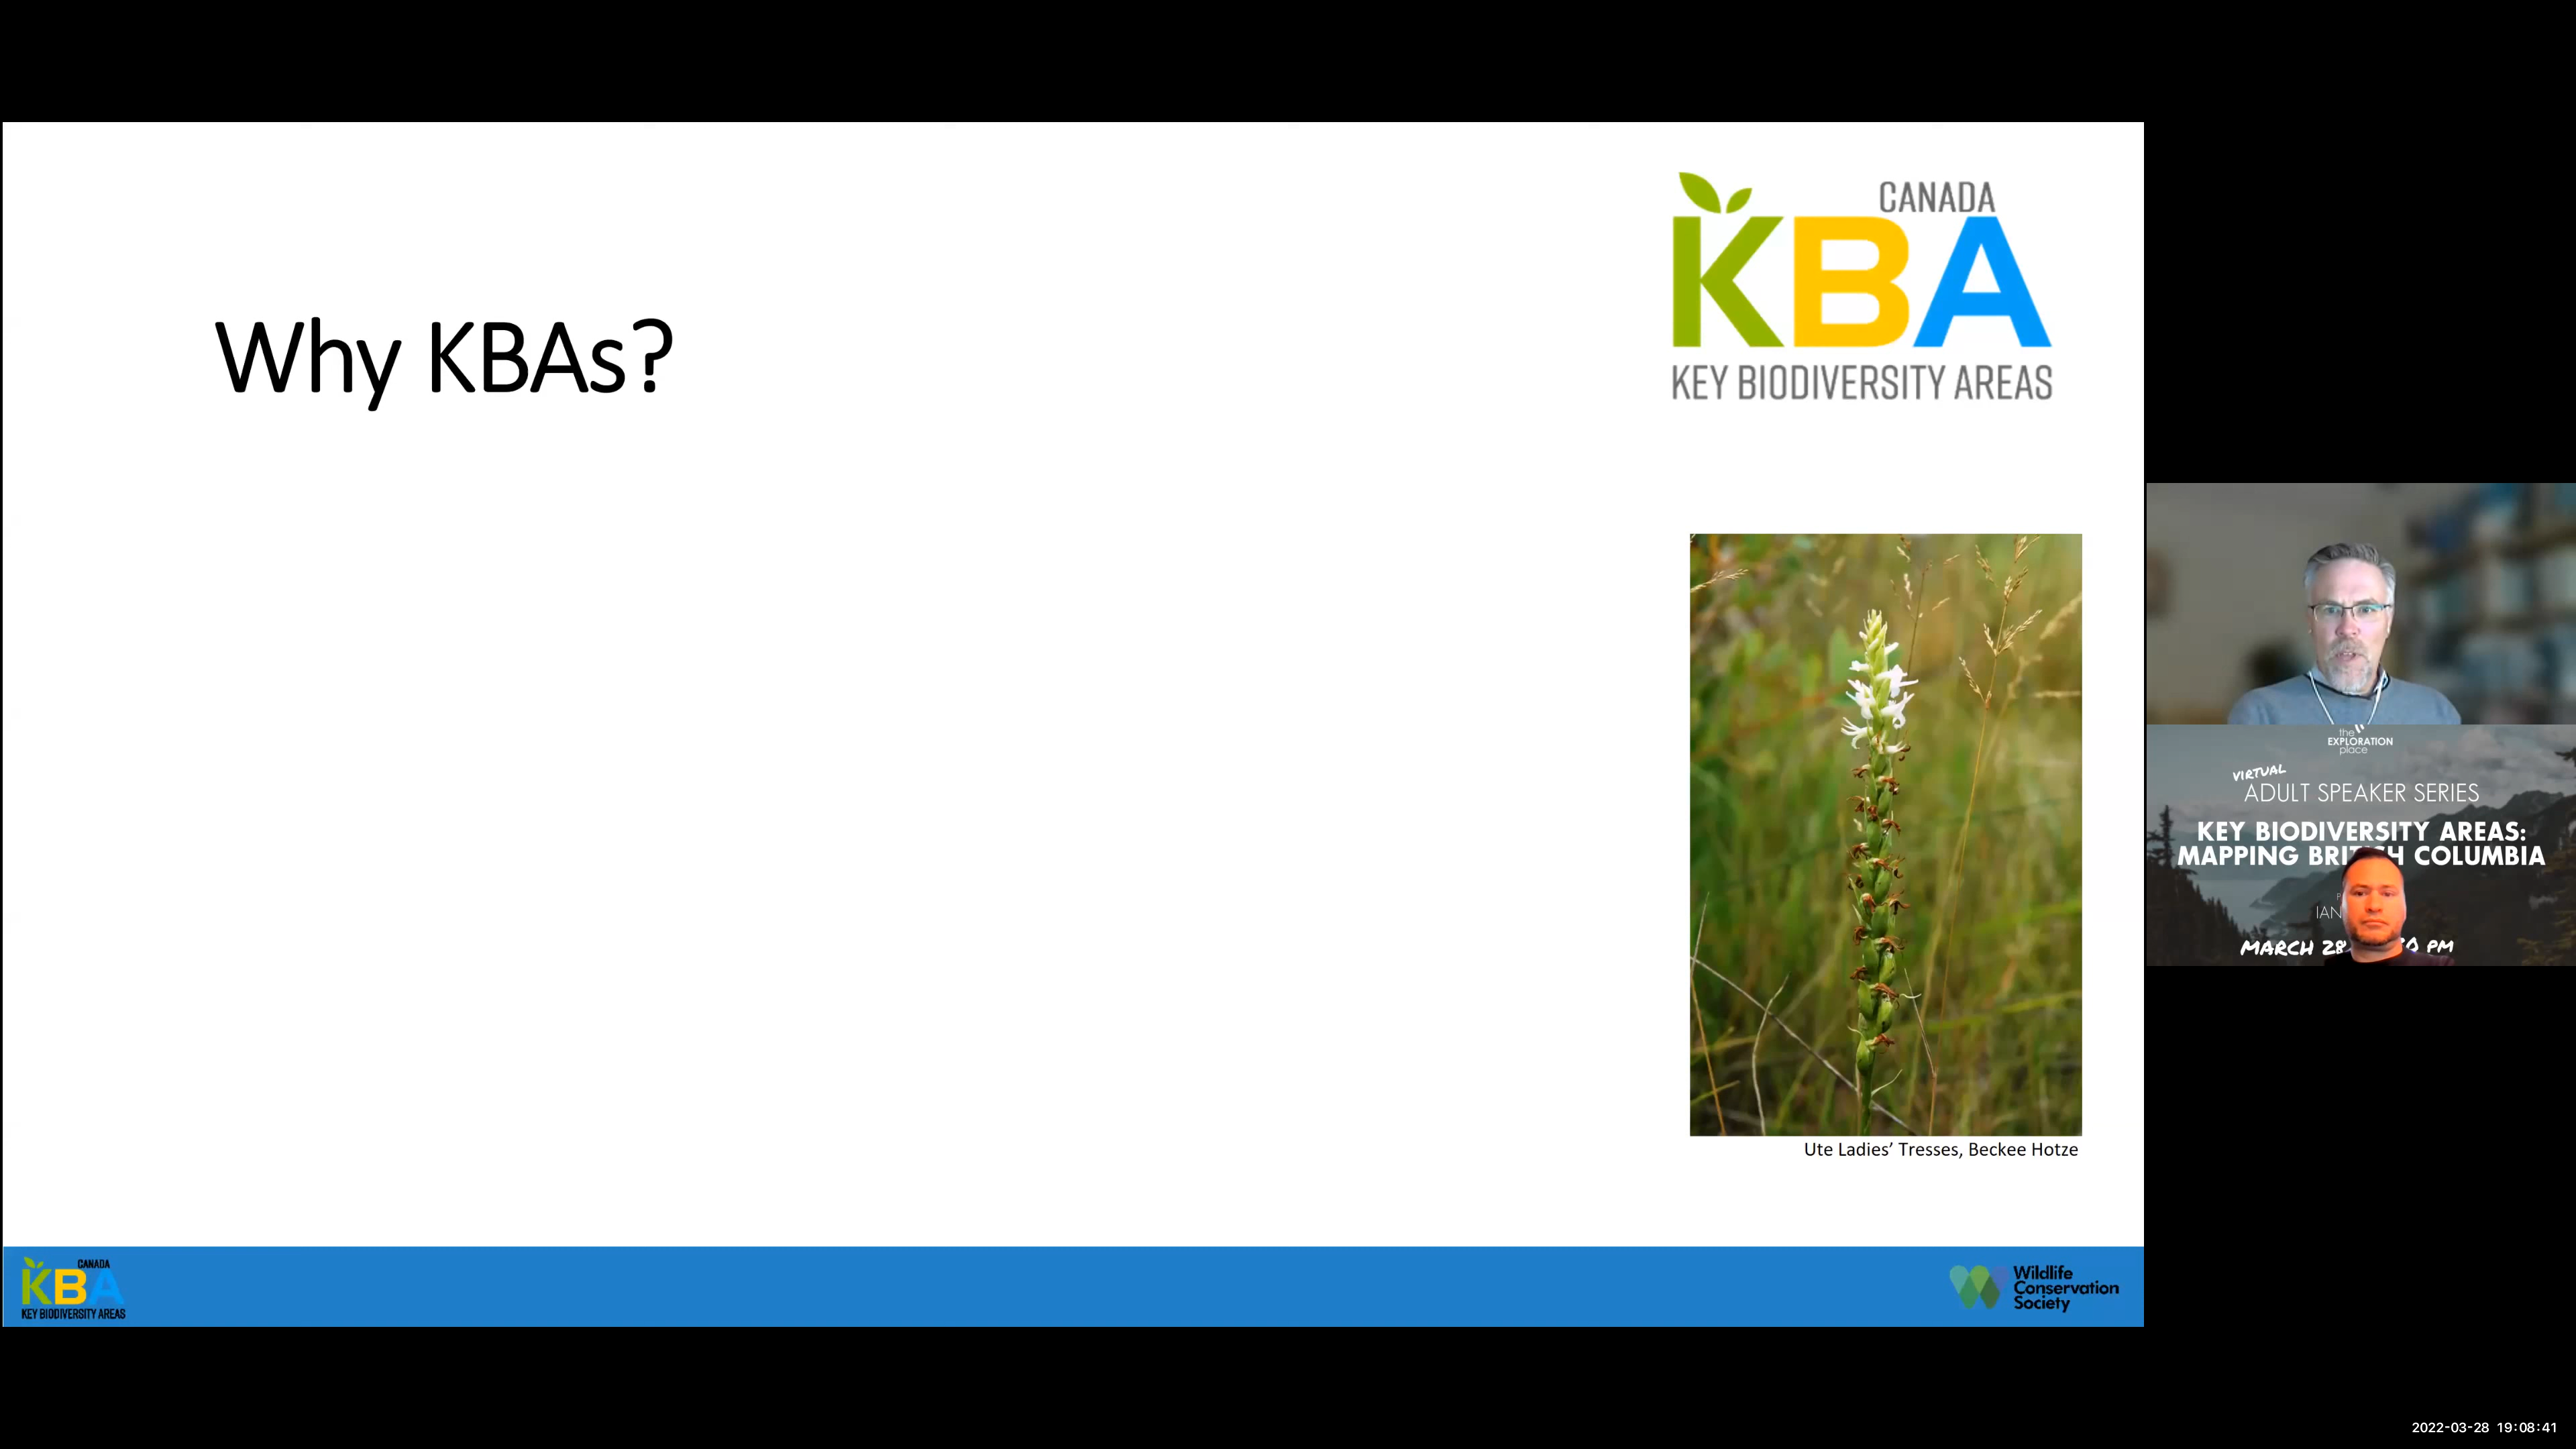 Why KBAs?
CANADA
KBA
KEY BIODIVERSITY AREAS
Ute Ladies’ Tresses, Beckee Hotze
CANADA
KBA
KEY BIODIVERSITY AREAS
Wildlife
Conservation
Society
the
EXPLORATION
place
VIRTUAL
ADULT SPEAKER SERIES
KEY BIODIVERSITY AREAS:
MAPPING BRITISH COLUMBIA
IAN
MARCH 28 PM
2022-03-28 19:08:41